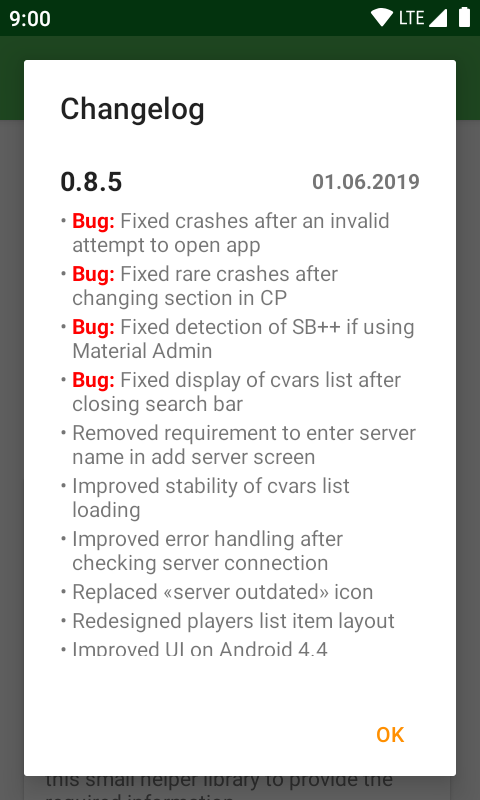 9:00 LTE
Changelog
0.8.5 01.06.2019
• Bug: Fixed crashes after an invalid
attempt to open app
• Bug: Fixed rare crashes after
changing section in CP
• Bug: Fixed detection of SB++ if using
Material Admin
• Bug: Fixed display of cvars list after
closing search bar
• Removed requirement to enter server
name in add server screen
• Improved stability of cvars list
loading
• Improved error handling after
checking server connection
• Replaced «server outdated» icon
• Redesigned players list item layout
• Improved UI on Android 4.4
OK
this small helper library to provide the
required information